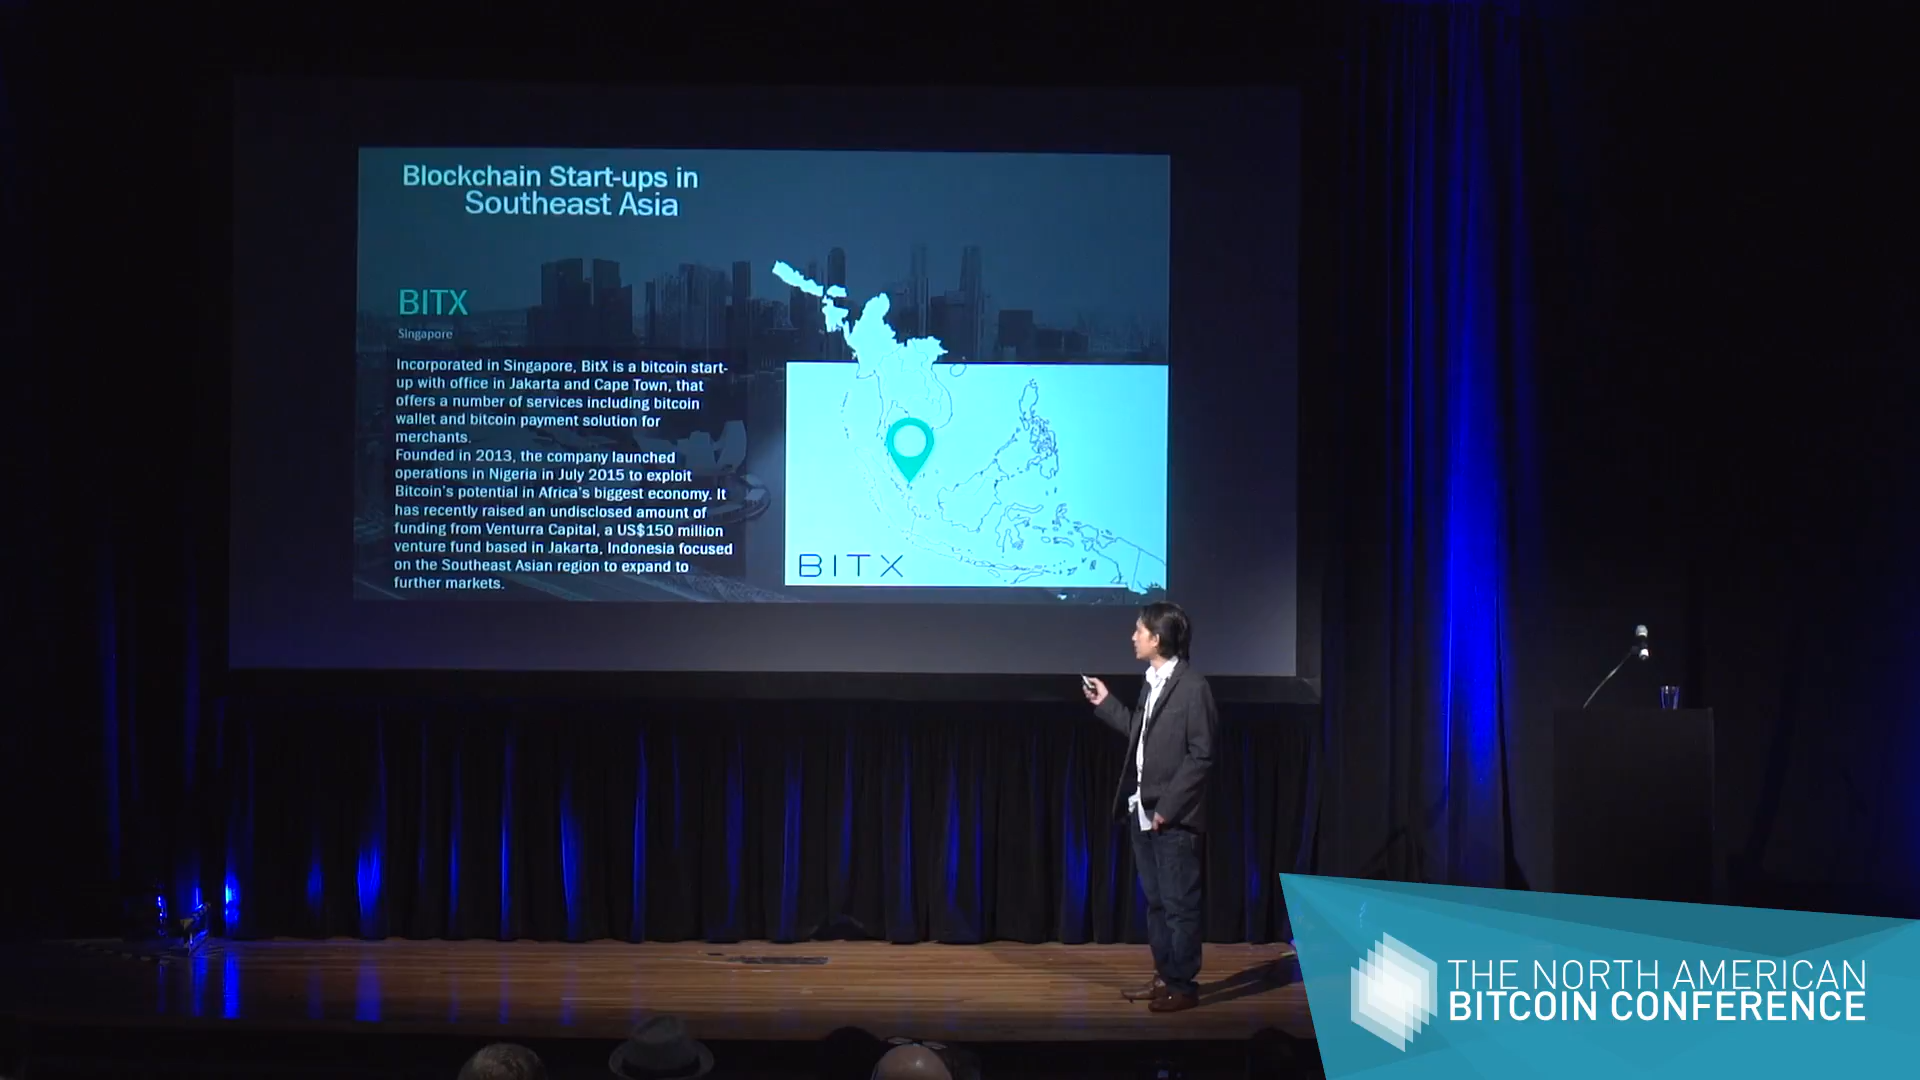 Blockchain Start-ups in
Southeast Asia
BITX
Singapore
Incorporated in Singapore, BitX is a bitcoin start-
up with office in Jakarta and Cape Town, that
offers a number of services including bitcoin
wallet and bitcoin payment solution for
merchants.
Founded in 2013, the company launched
operations in Nigeria in July 2015 to exploit
Bitcoin's potential in Africa's biggest economy. It
has recently raised an undisclosed amount of
funding from Venturra Capital, a US$150 million
venture fund based in Jakarta, Indonesia focused
on the Southeast Asian region to expand to
further markets.
BITX
THE NORTH AMERICAN
BITCOIN CONFERENCE